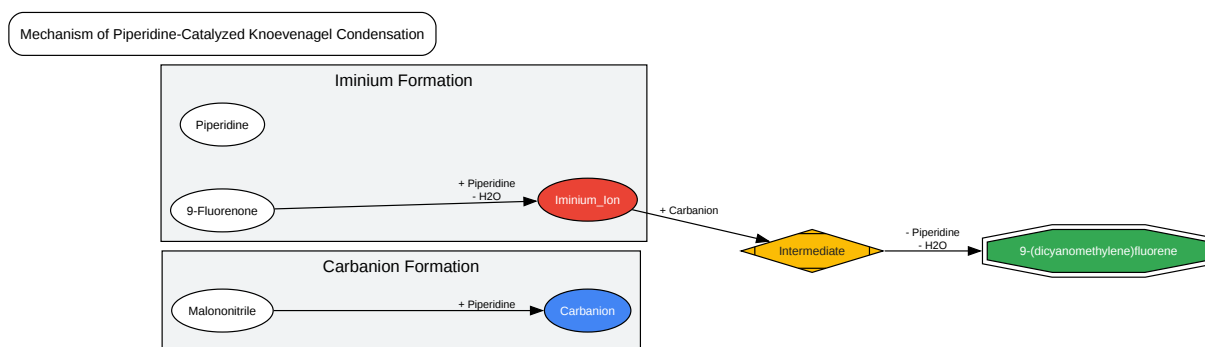 Mechanism of Piperidine-Catalyzed Knoevenagel Condensation
Iminium Formation
Piperidine
9-Fluorenone
+ Piperidine
- H2O
Iminium_Ion
+ Carbanion
Intermediate
- Piperidine
- H2O
9-(dicyanomethylene)fluorene
Carbanion Formation
Malononitrile
+ Piperidine
Carbanion